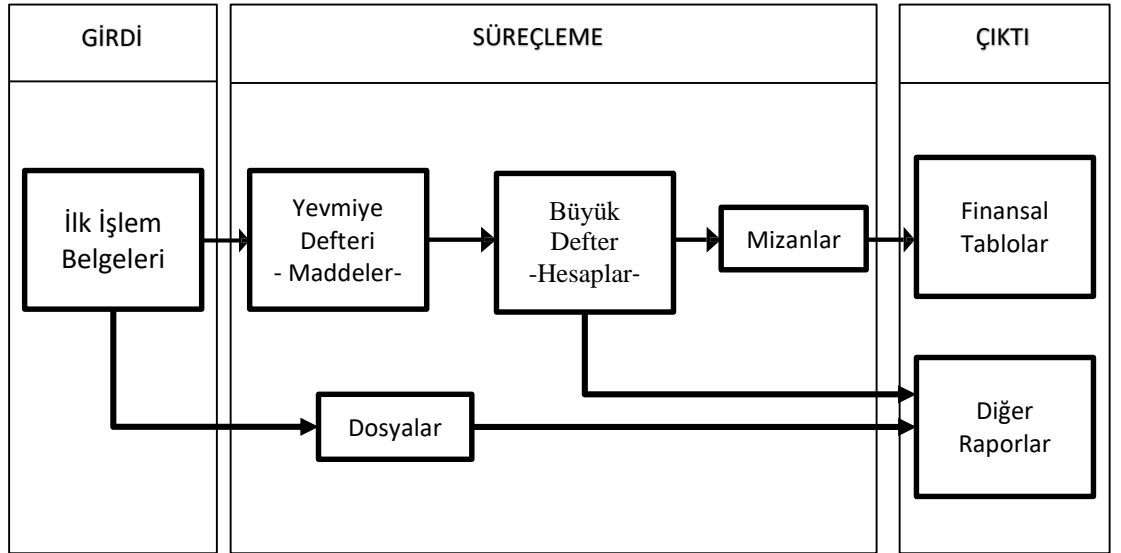 GİRDİ
SÜREÇLEME
ÇIKTI
İlk İşlem
Belgeleri
Yevmiye
Defteri
- Maddeler-
Büyük
Defter
-Hesaplar-
Mizanlar
Finansal
Tablolar
Dosyalar
Diğer
Raporlar